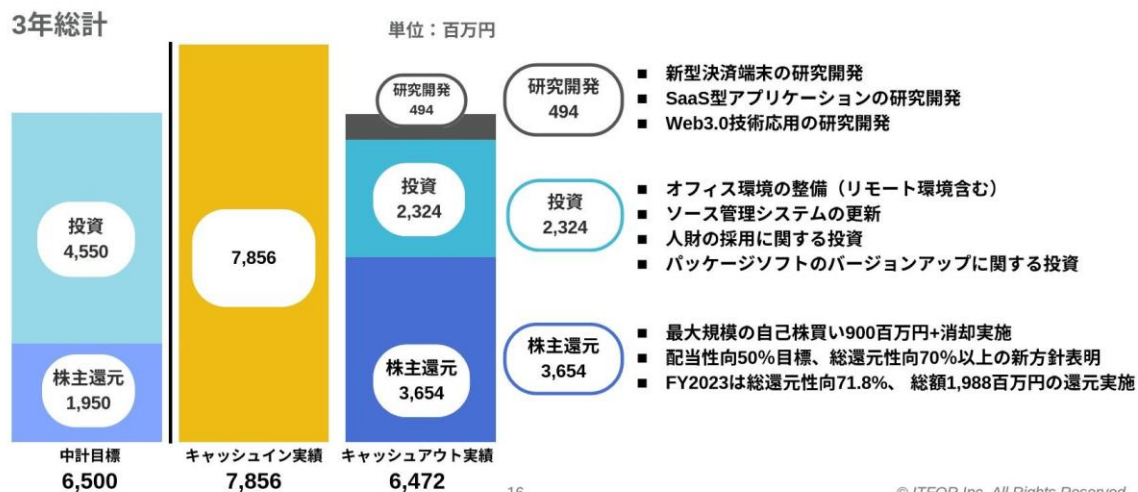 3年総計
単位：百万円
投資
4,550
株主還元
1,950
中計目標
6,500
7,856
キャッシュイン実績
7,856
研究開発
494
投資
2,324
株主還元
3,654
キャッシュアウト実績
6,472
研究開発
494
■ 新型決済端末の研究開発
■ SaaS型アプリケーションの研究開発
■ Web3.0技術応用の研究開発
投資
2,324
■ オフィス環境の整備（リモート環境含む）
■ ソース管理システムの更新
■ 人財の採用に関する投資
■ パッケージソフトのバージョンアップに関する投資
株主還元
3,654
■ 最大規模の自己株買い900百万円+消却実施
■ 配当性向50%目標、総還元性向70%以上の新方針表明
■ FY2023は総還元性向71.8%、 総額1,988百万円の還元実施
16
© ITFOR Inc. All Rights Reserved